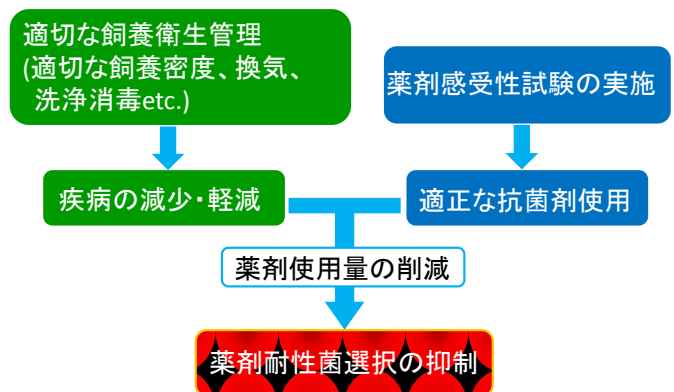 適切な飼養衛生管理
(適切な飼養密度、換気、
洗浄消毒etc.)
薬剤感受性試験の実施
疾病の減少・軽減
適正な抗菌剤使用
薬剤使用量の削減
薬剤耐性菌選択の抑制